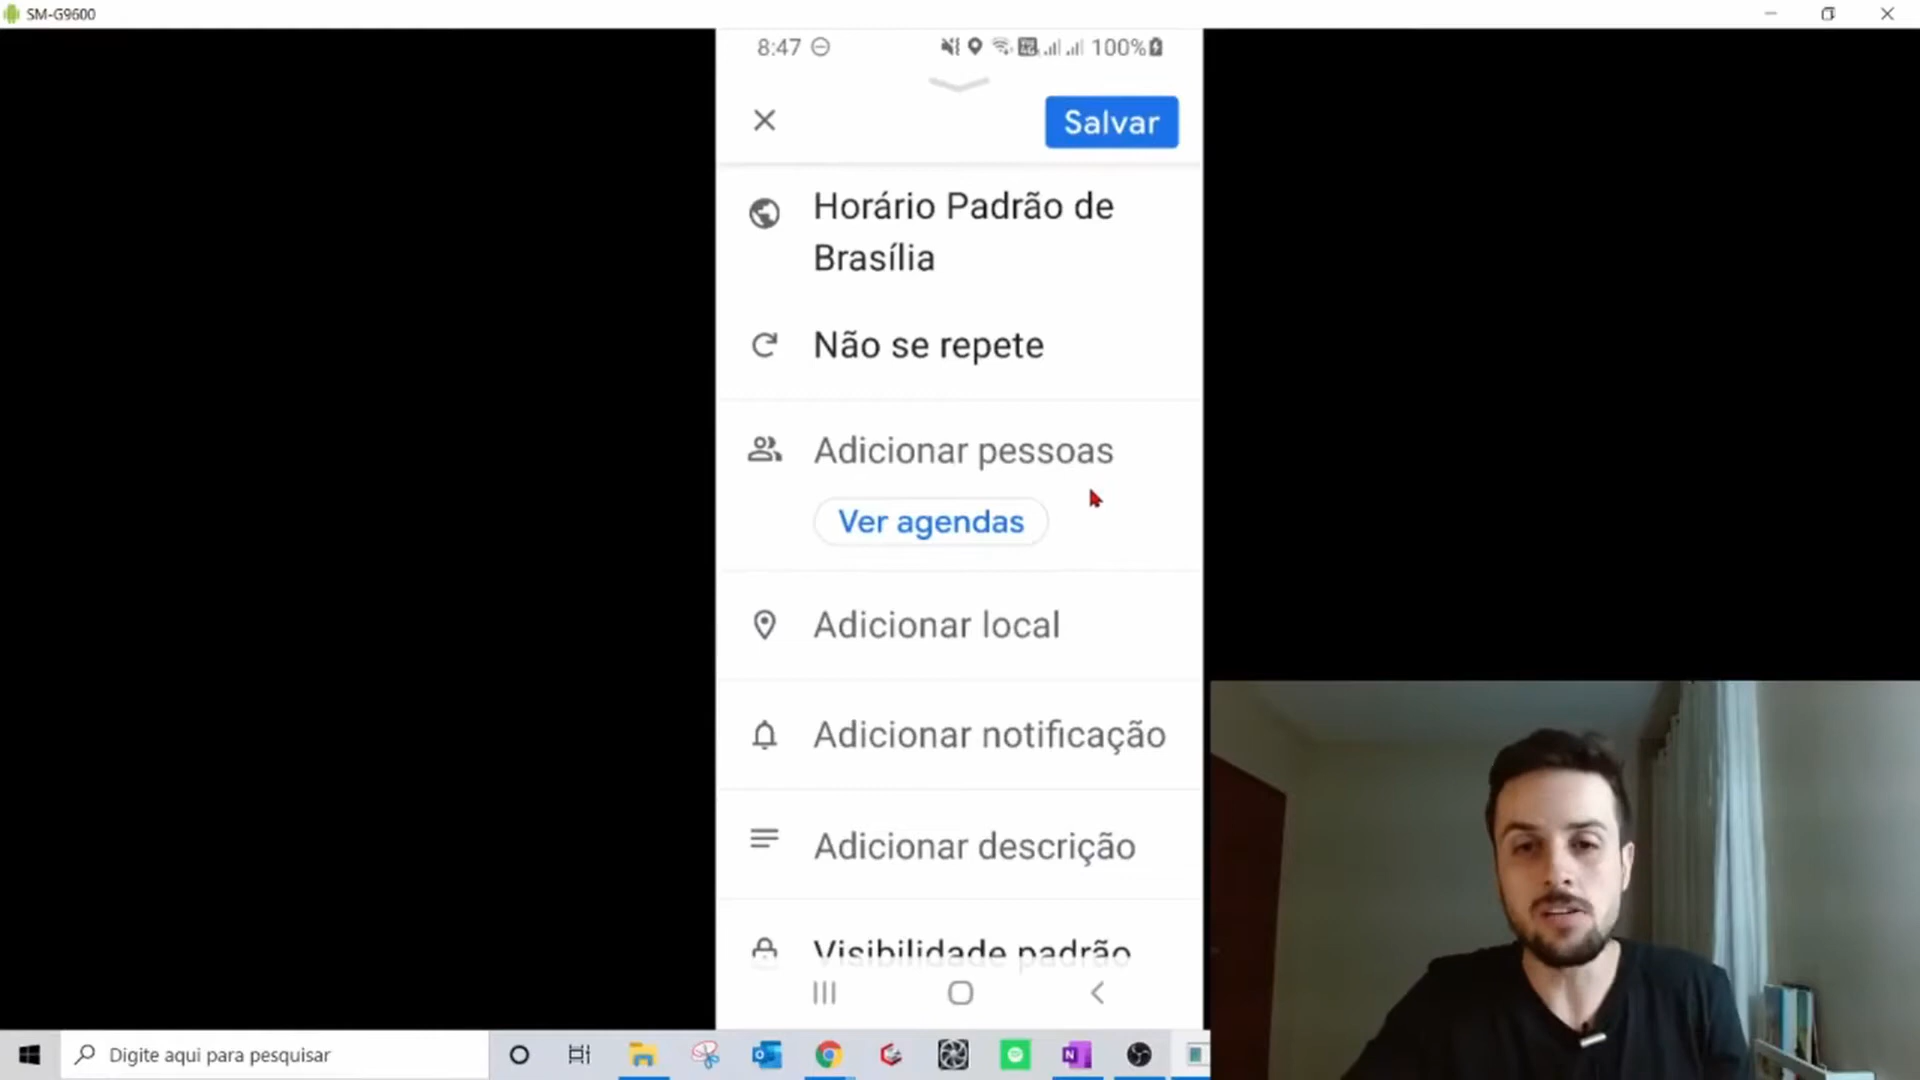 SM-G9600
8:47
100%
Salvar
Horário Padrão de
Brasília
Não se repete
Adicionar pessoas
Ver agendas
Adicionar local
Adicionar notificação
Adicionar descrição
Visibilidade padrão
Digite aqui para pesquisar